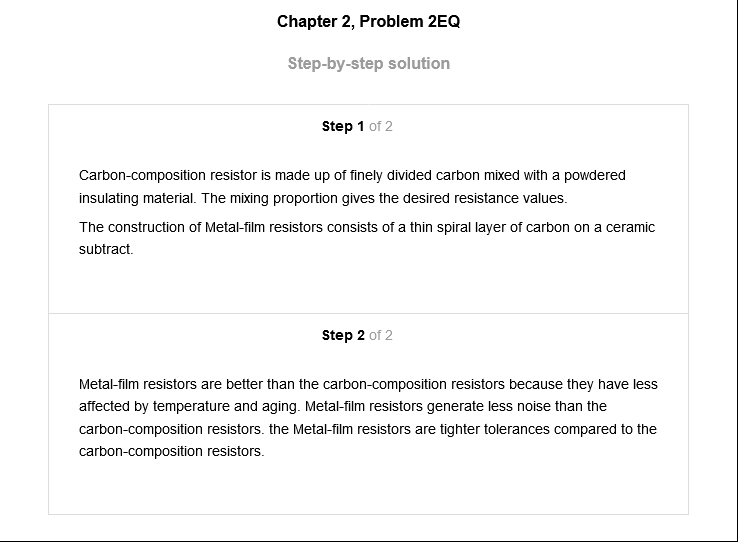 Chapter 2, Problem 2EQ
Step-by-step solution
Step 1 of 2
Carbon-composition resistor is made up of finely divided carbon mixed with a powdered
insulating material. The mixing proportion gives the desired resistance values.
The construction of Metal-film resistors consists of a thin spiral layer of carbon on a ceramic
subtract.
Step 2 of 2
Metal-film resistors are better than the carbon-composition resistors because they have less
affected by temperature and aging. Metal-film resistors generate less noise than the
carbon-composition resistors. the Metal-film resistors are tighter tolerances compared to the
carbon-composition resistors.